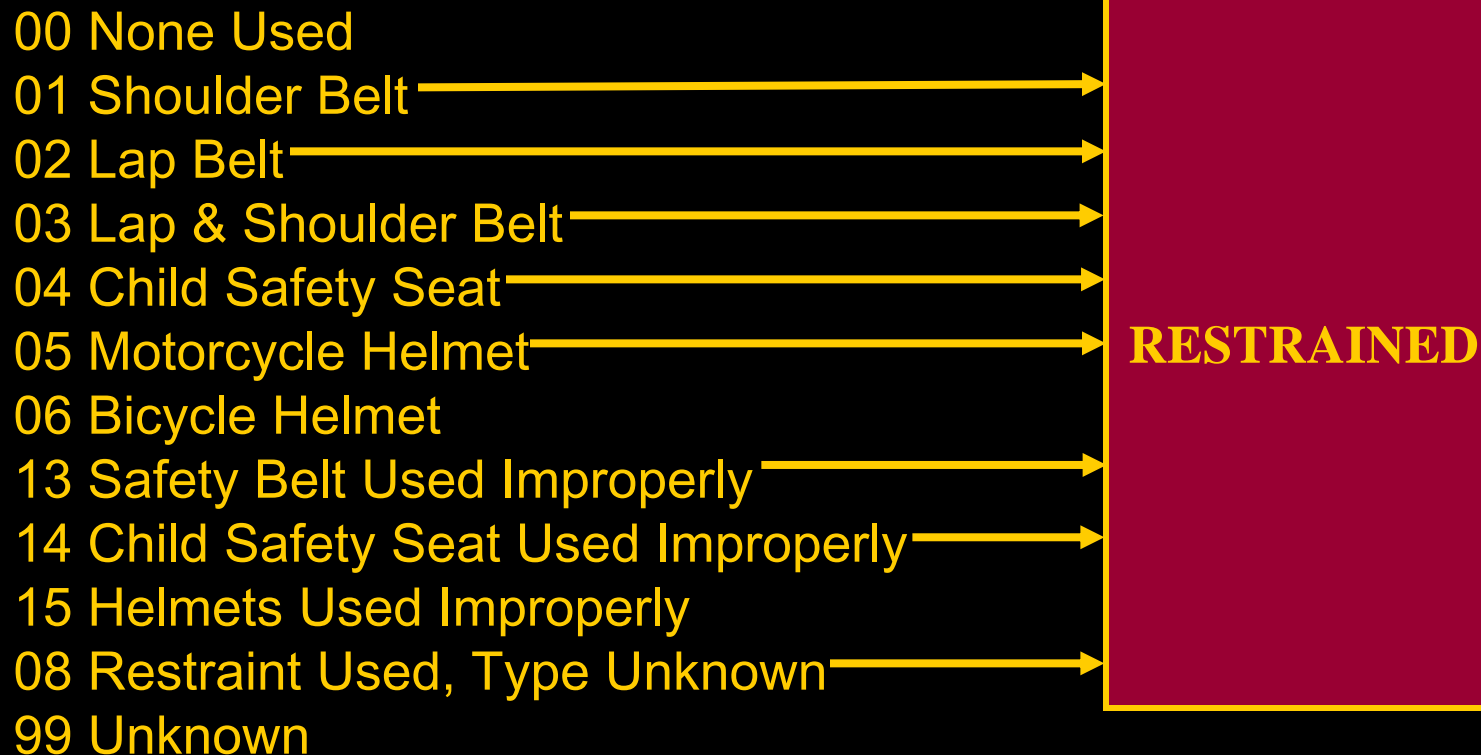 00 None Used
01 Shoulder Belt
02 Lap Belt
03 Lap & Shoulder Belt
04 Child Safety Seat
05 Motorcycle Helmet
06 Bicycle Helmet
13 Safety Belt Used Improperly
14 Child Safety Seat Used Improperly
15 Helmets Used Improperly
08 Restraint Used, Type Unknown
99 Unknown
RESTRAINED